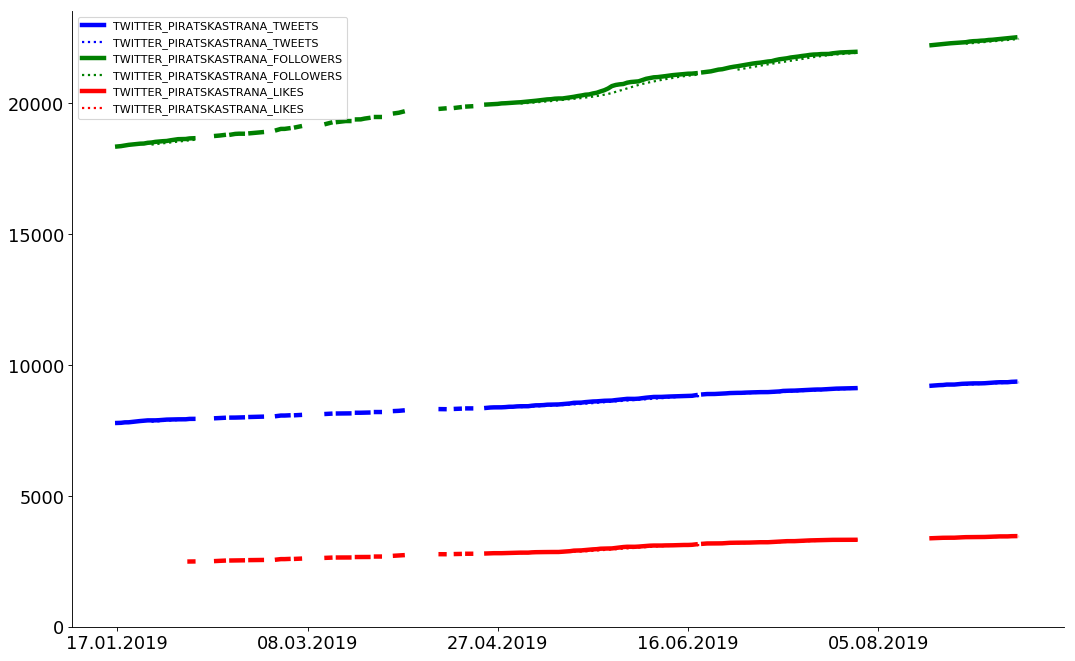 TWITTER_PIRATSKASTRANA_TWEETS
TWITTER_PIRATSKASTRANA_TWEETS
TWITTER_PIRATSKASTRANA_FOLLOWERS
TWITTER_PIRATSKASTRANA_FOLLOWERS
TWITTER_PIRATSKASTRANA_LIKES
TWITTER_PIRATSKASTRANA_LIKES
20000
15000
10000
5000
0
17.01.2019 08.03.2019 27.04.2019 16.06.2019 05.08.2019